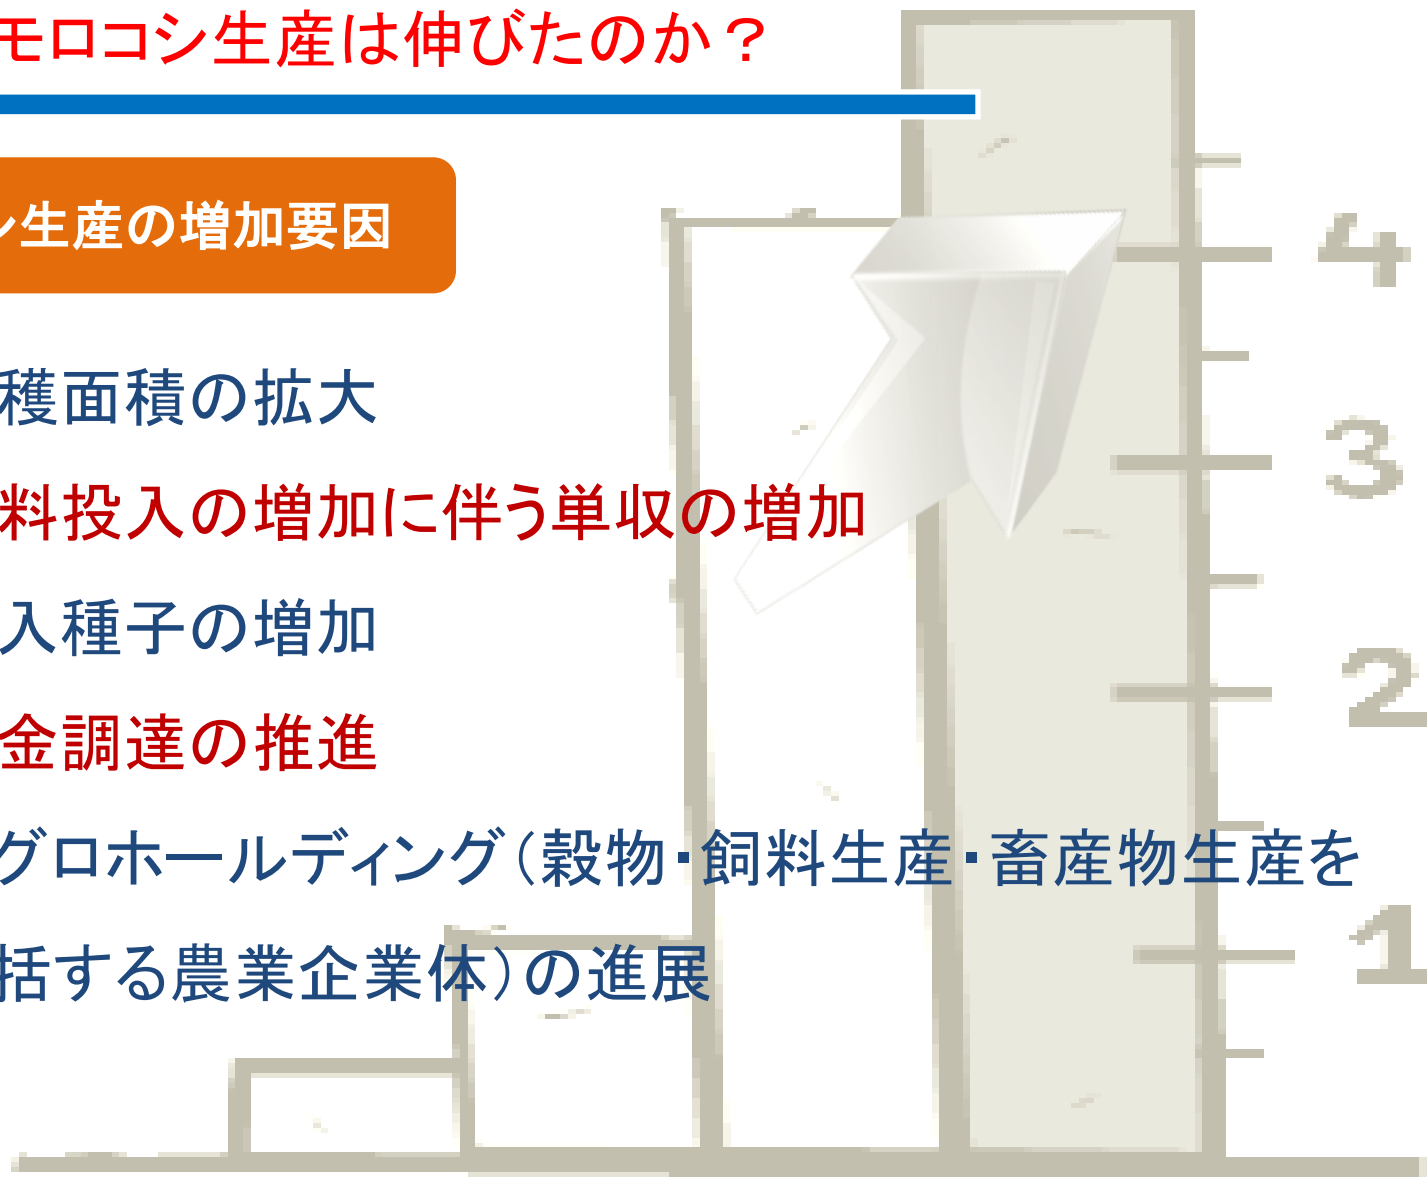 モロコシ生産は伸びたのか？
シ生産の増加要因
4
穫面積の拡大
3
料投入の増加に伴う単収の増加
入種子の増加
2
金調達の推進
グロホールディング（穀物・飼料生産・畜産物生産を
1
括する農業企業体）の進展